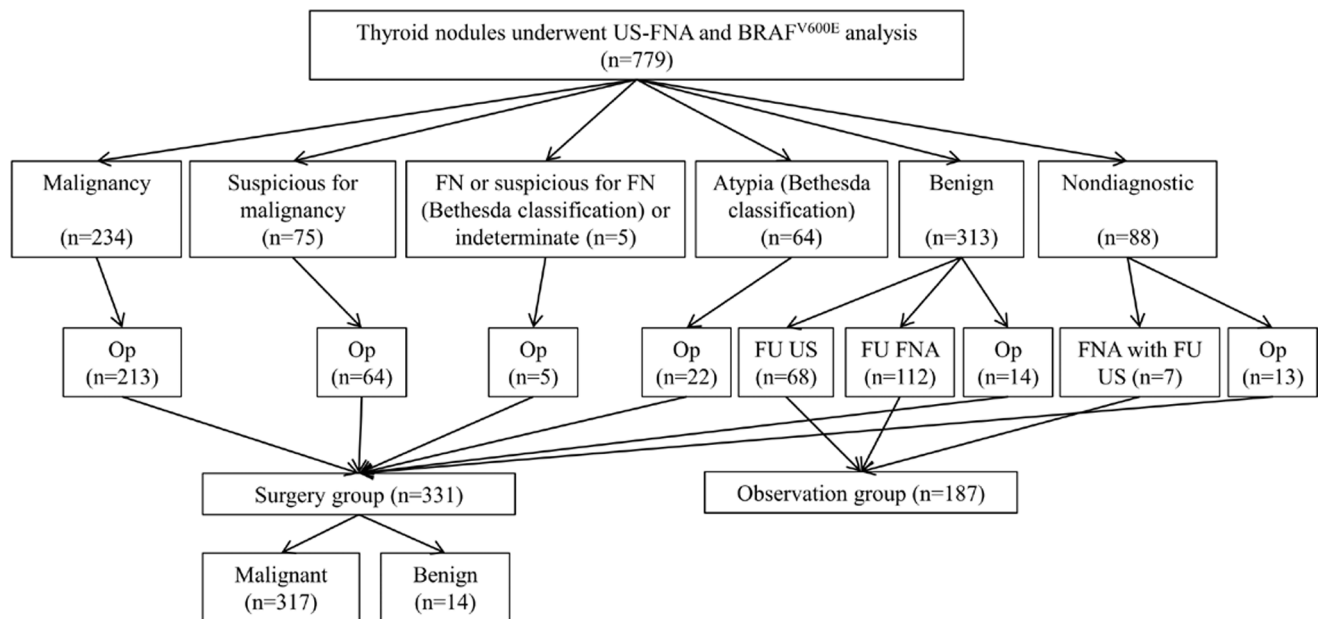 Thyroid nodules underwent US-FNA and BRAFV600E analysis
(n=779)
Malignancy
(n=234)
Suspicious for
malignancy
(n=75)
FN or suspicious for FN
(Bethesda classification) or
indeterminate (n=5)
Atypia (Bethesda
classification)
(n=64)
Benign
(n=313)
Nondiagnostic
(n=88)
Op
(n=213)
Op
(n=64)
Op
(n=5)
Op
(n=22)
FU US
(n=68)
FU FNA
(n=112)
Op
(n=14)
FNA with FU
US (n=7)
Op
(n=13)
Surgery group (n=331)
Observation group (n=187)
Malignant
(n=317)
Benign
(n=14)